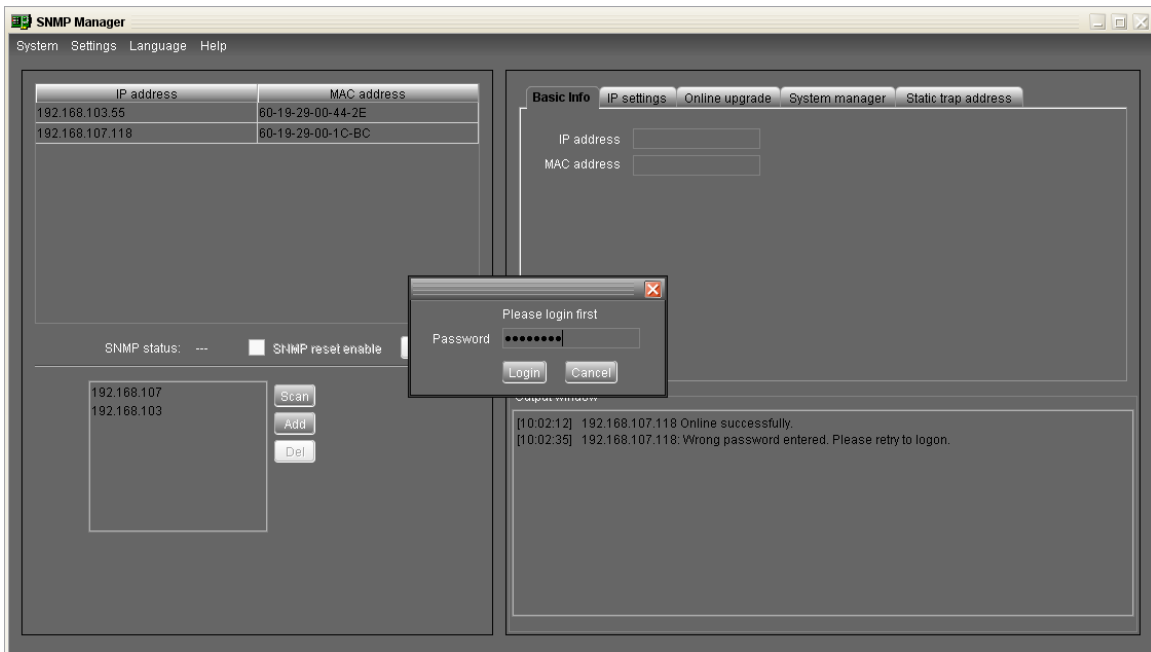 SNMP Manager
System Settings Language Help
IP address MAC address
192.168.103.55 60-19-29-00-44-2E
192.168.107.118 60-19-29-00-1C-BC
SNMP status: --- SNMP reset enable
192.168.107
192.168.103
Scan
Add
Del
Basic Info IP settings Online upgrade System manager Static trap address
IP address
MAC address
Please login first
Password ••••••••
Login Cancel
Output window
[10:02:12] 192.168.107.118 Online successfully.
[10:02:35] 192.168.107.118: Wrong password entered. Please retry to logon.